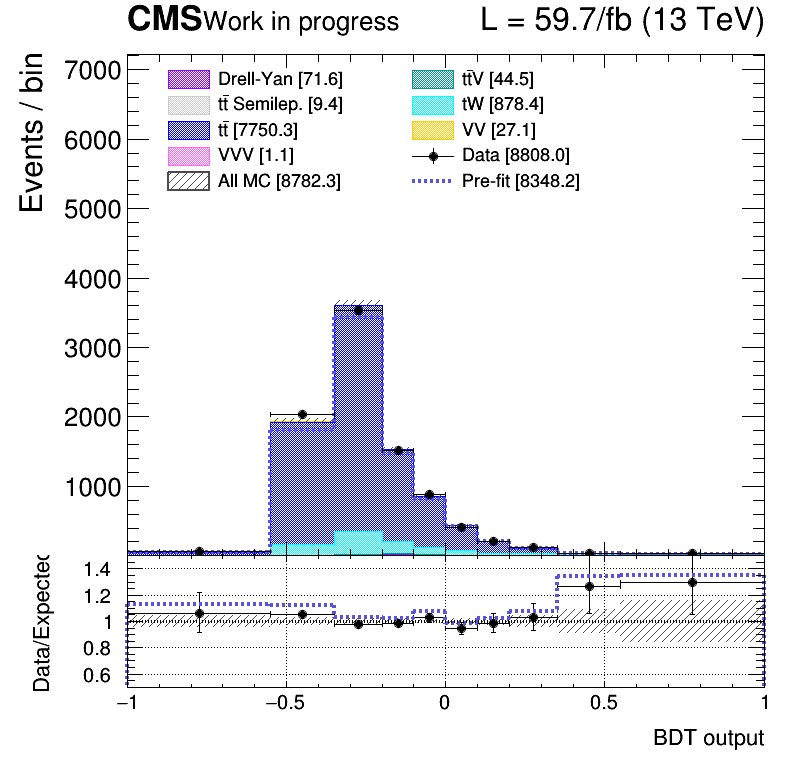 CMS Work in progress L = 59.7/fb (13 TeV)
Events / bin
7000
6000
5000
4000
3000
2000
1000
Drell-Yan [71.6]
tt̄ Semilep. [9.4]
tt̄ [7750.3]
VVV [1.1]
All MC [8782.3]
tt̄V [44.5]
tW [878.4]
VV [27.1]
Data [8808.0]
Pre-fit [8348.2]
Data/Expected
1.4
1.2
1
0.8
0.6
−1 −0.5 0 0.5 1
BDT output